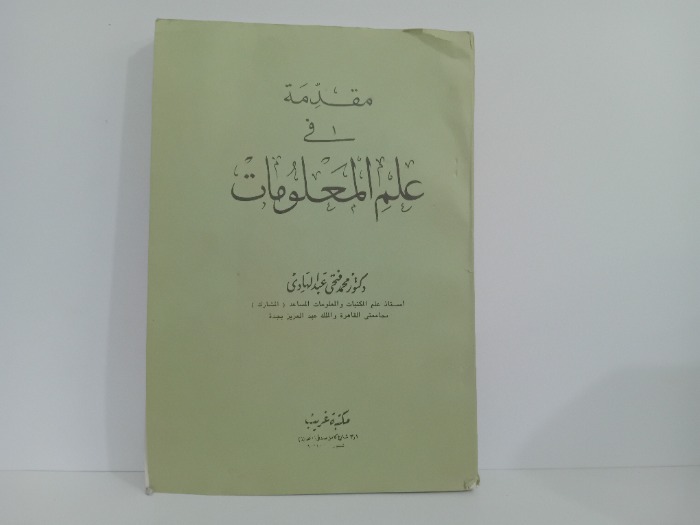 مقدمة
في
علم المعلومات
دكتور محمد فتحي عبد الهادي
استاذ علم المكتبات والمعلومات المساعد ( المشارك )
بجامعتي القاهرة والملك عبد العزيز بجدة
مكتبة غريب